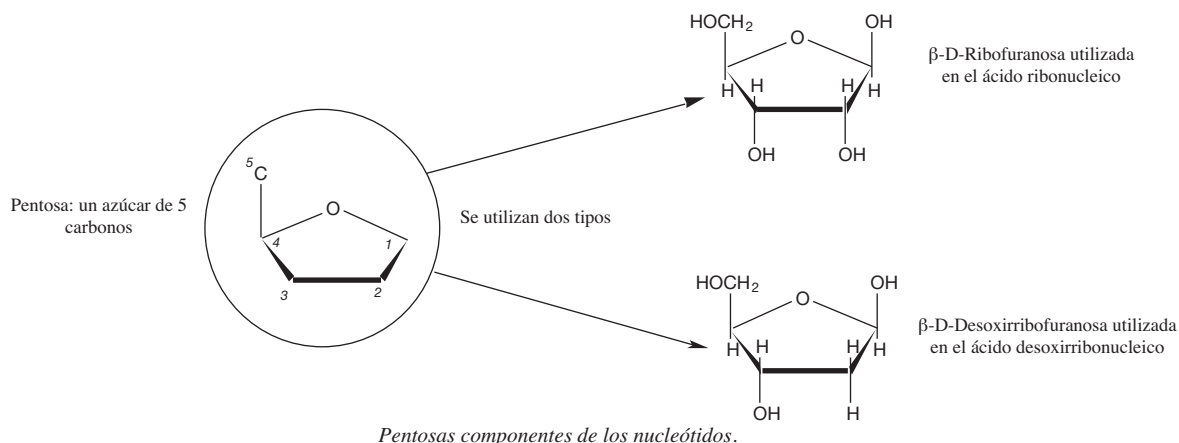 HOCH2
O
OH
H
H
H
H
OH
OH
β-D-Ribofuranosa utilizada
en el ácido ribonucleico
Pentosa: un azúcar de 5
carbonos
5
C
O
4
1
3
2
Se utilizan dos tipos
HOCH2
O
OH
H
H
H
H
OH
H
β-D-Desoxirribofuranosa utilizada
en el ácido desoxirribonucleico
Pentosas componentes de los nucleótidos.